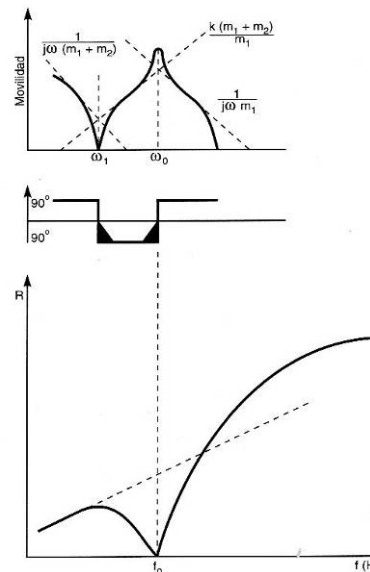 Movilidad
1
jω (m₁ + m₂)
k (m₁ + m₂)
m₁
1
jω m₁
ω₁
ω₀
90°
90°
R
f₀
f (H